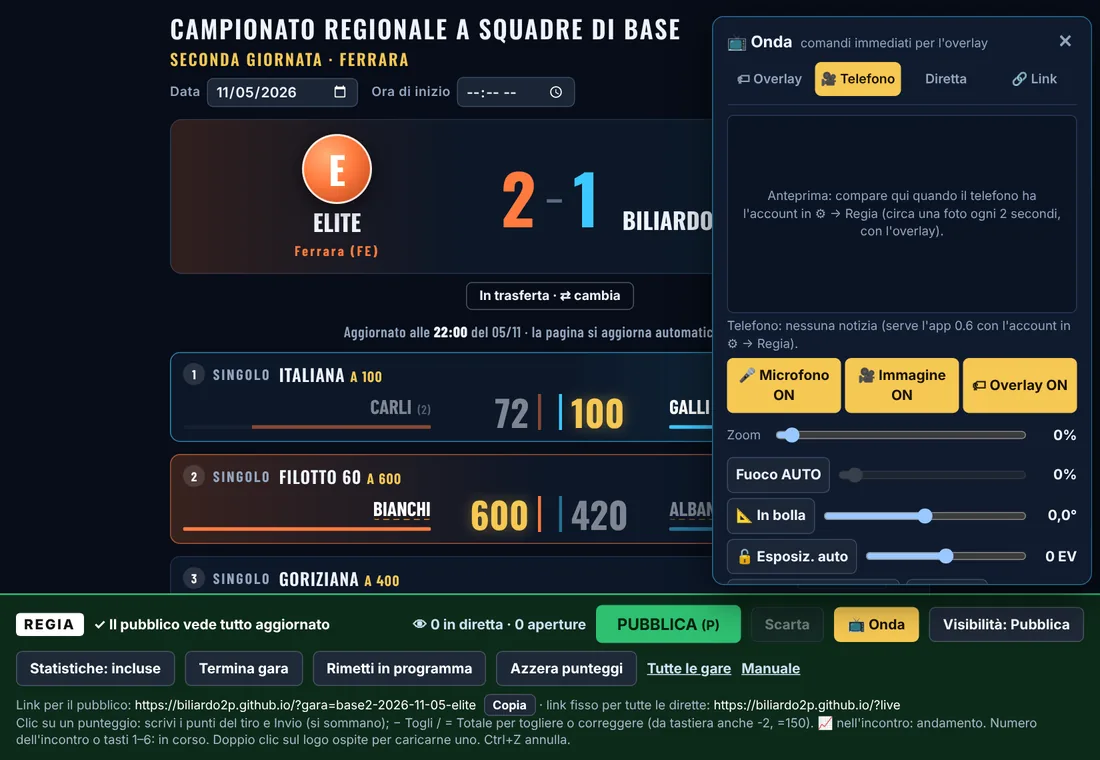 CAMPIONATO REGIONALE A SQUADRE DI BASE
SECONDA GIORNATA · FERRARA
Data 11/05/2026 Ora di inizio --:-- --
E
ELITE
Ferrara (FE)
2 – 1
BILIARDO
In trasferta · ⇄ cambia
Aggiornato alle 22:00 del 05/11 · la pagina si aggiorna automatic
1 SINGOLO ITALIANA A 100
CARLI (2) 72 100 GALLI
2 SINGOLO FILOTTO 60 A 600
BIANCHI 600 420 ALBAN
3 SINGOLO GORIZIANA A 400
📺 Onda comandi immediati per l'overlay ✕
🏷 Overlay 🎥 Telefono Diretta 🔗 Link
Anteprima: compare qui quando il telefono ha
l'account in ⚙ → Regia (circa una foto ogni 2 secondi,
con l'overlay).
Telefono: nessuna notizia (serve l'app 0.6 con l'account in
⚙ → Regia).
🎤 Microfono ON
🎥 Immagine ON
🏷 Overlay ON
Zoom 0%
Fuoco AUTO 0%
📐 In bolla 0,0°
🔓 Esposiz. auto 0 EV
REGIA ✓ Il pubblico vede tutto aggiornato 👁 0 in diretta · 0 aperture PUBBLICA (P) Scarta 📺 Onda Visibilità: Pubblica
Statistiche: incluse Termina gara Rimetti in programma Azzera punteggi Tutte le gare Manuale
Link per il pubblico: https://biliardo2p.github.io/?gara=base2-2026-11-05-elite Copia · link fisso per tutte le dirette: https://biliardo2p.github.io/?live
Clic su un punteggio: scrivi i punti del tiro e Invio (si sommano); − Togli / = Totale per togliere o correggere (da tastiera anche -2, =150). 📈 nell'incontro: andamento. Numero
dell'incontro o tasti 1–6: in corso. Doppio clic sul logo ospite per caricarne uno. Ctrl+Z annulla.